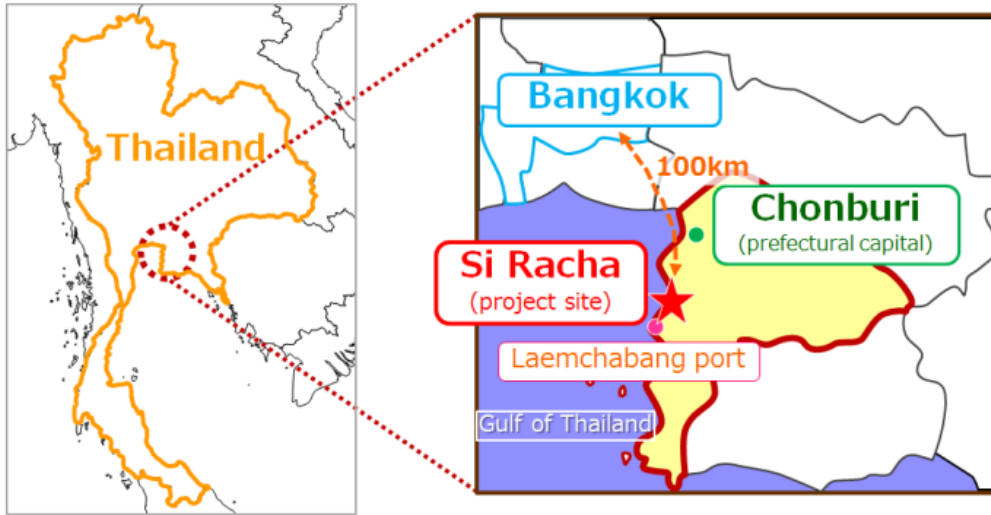 Thailand
Bangkok
100km
Chonburi
(prefectural capital)
Si Racha
(project site)
Laemchabang port
Gulf of Thailand